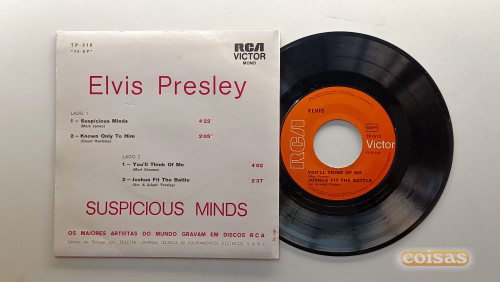 TP-510
RCA
VICTOR
MONO
Elvis Presley
LADO 1
1 — Suspicious Minds 4'22
(Mark James)
2 — Known Only To Him 2'05"
(Stuart Hamblen)
LADO 2
1 — You'll Think Of Me 4'02
(Mort Shuman)
2 — Joshua Fit The Battle 2'37
(Arr. & Adapt. Presley)
SUSPICIOUS MINDS
OS MAIORES ARTISTAS DO MUNDO GRAVAM EM DISCOS RCA
ELVIS
RCA
Victor
YOU'LL THINK OF ME
JOSHUA FIT THE BATTLE
coisas